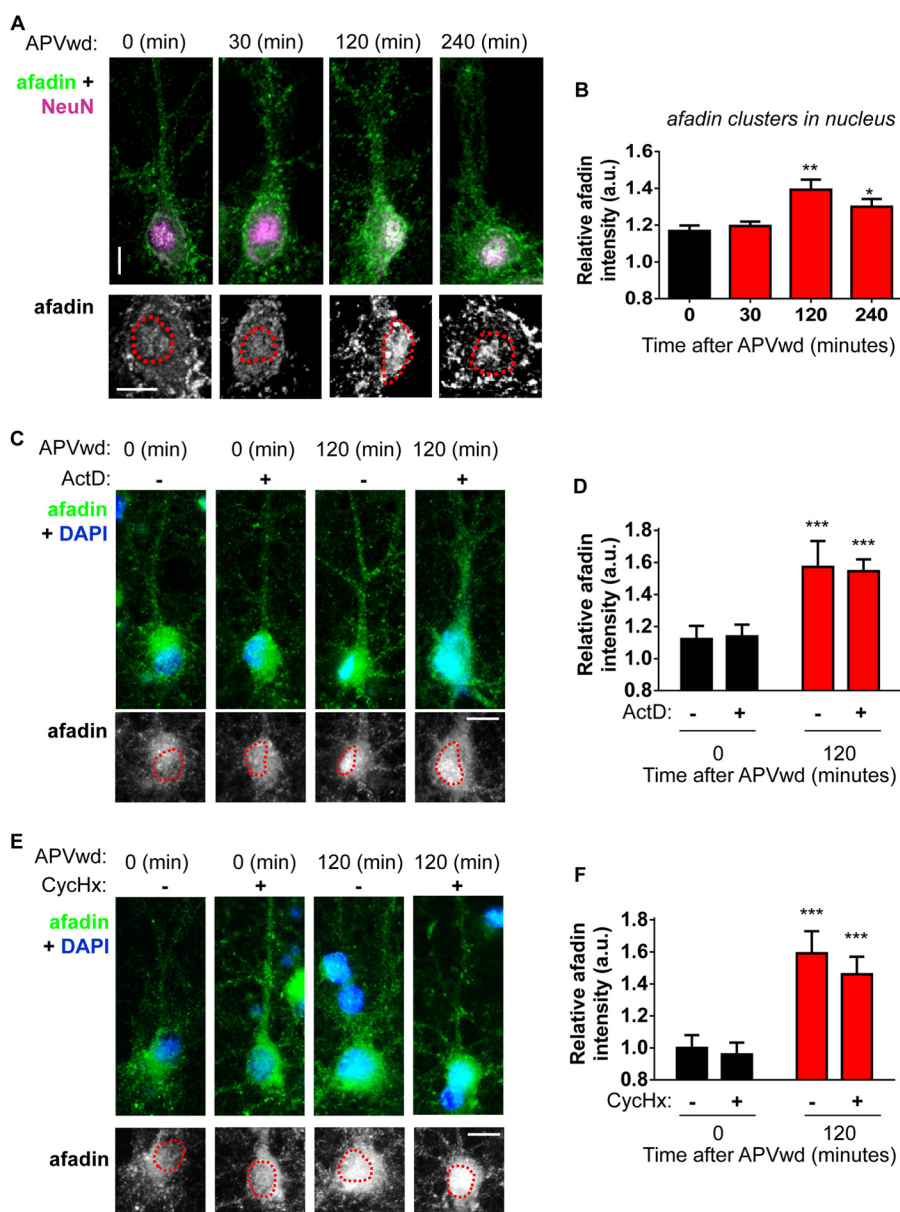 A
APVwd: 0 (min) 30 (min) 120 (min) 240 (min)
afadin +
NeuN
afadin
B
afadin clusters in nucleus
Relative afadin
intensity (a.u.)
1.6
1.4
1.2
1.0
0.8
** *
0 30 120 240
Time after APVwd (minutes)
C
APVwd: 0 (min) 0 (min) 120 (min) 120 (min)
ActD: - + - +
afadin
+ DAPI
afadin
D
Relative afadin
intensity (a.u.)
1.8
1.6
1.4
1.2
1.0
0.8
*** ***
ActD: - + - +
0 120
Time after APVwd (minutes)
E
APVwd: 0 (min) 0 (min) 120 (min) 120 (min)
CycHx: - + - +
afadin
+ DAPI
afadin
F
Relative afadin
intensity (a.u.)
1.8
1.6
1.4
1.2
1.0
0.8
*** ***
CycHx: - + - +
0 120
Time after APVwd (minutes)